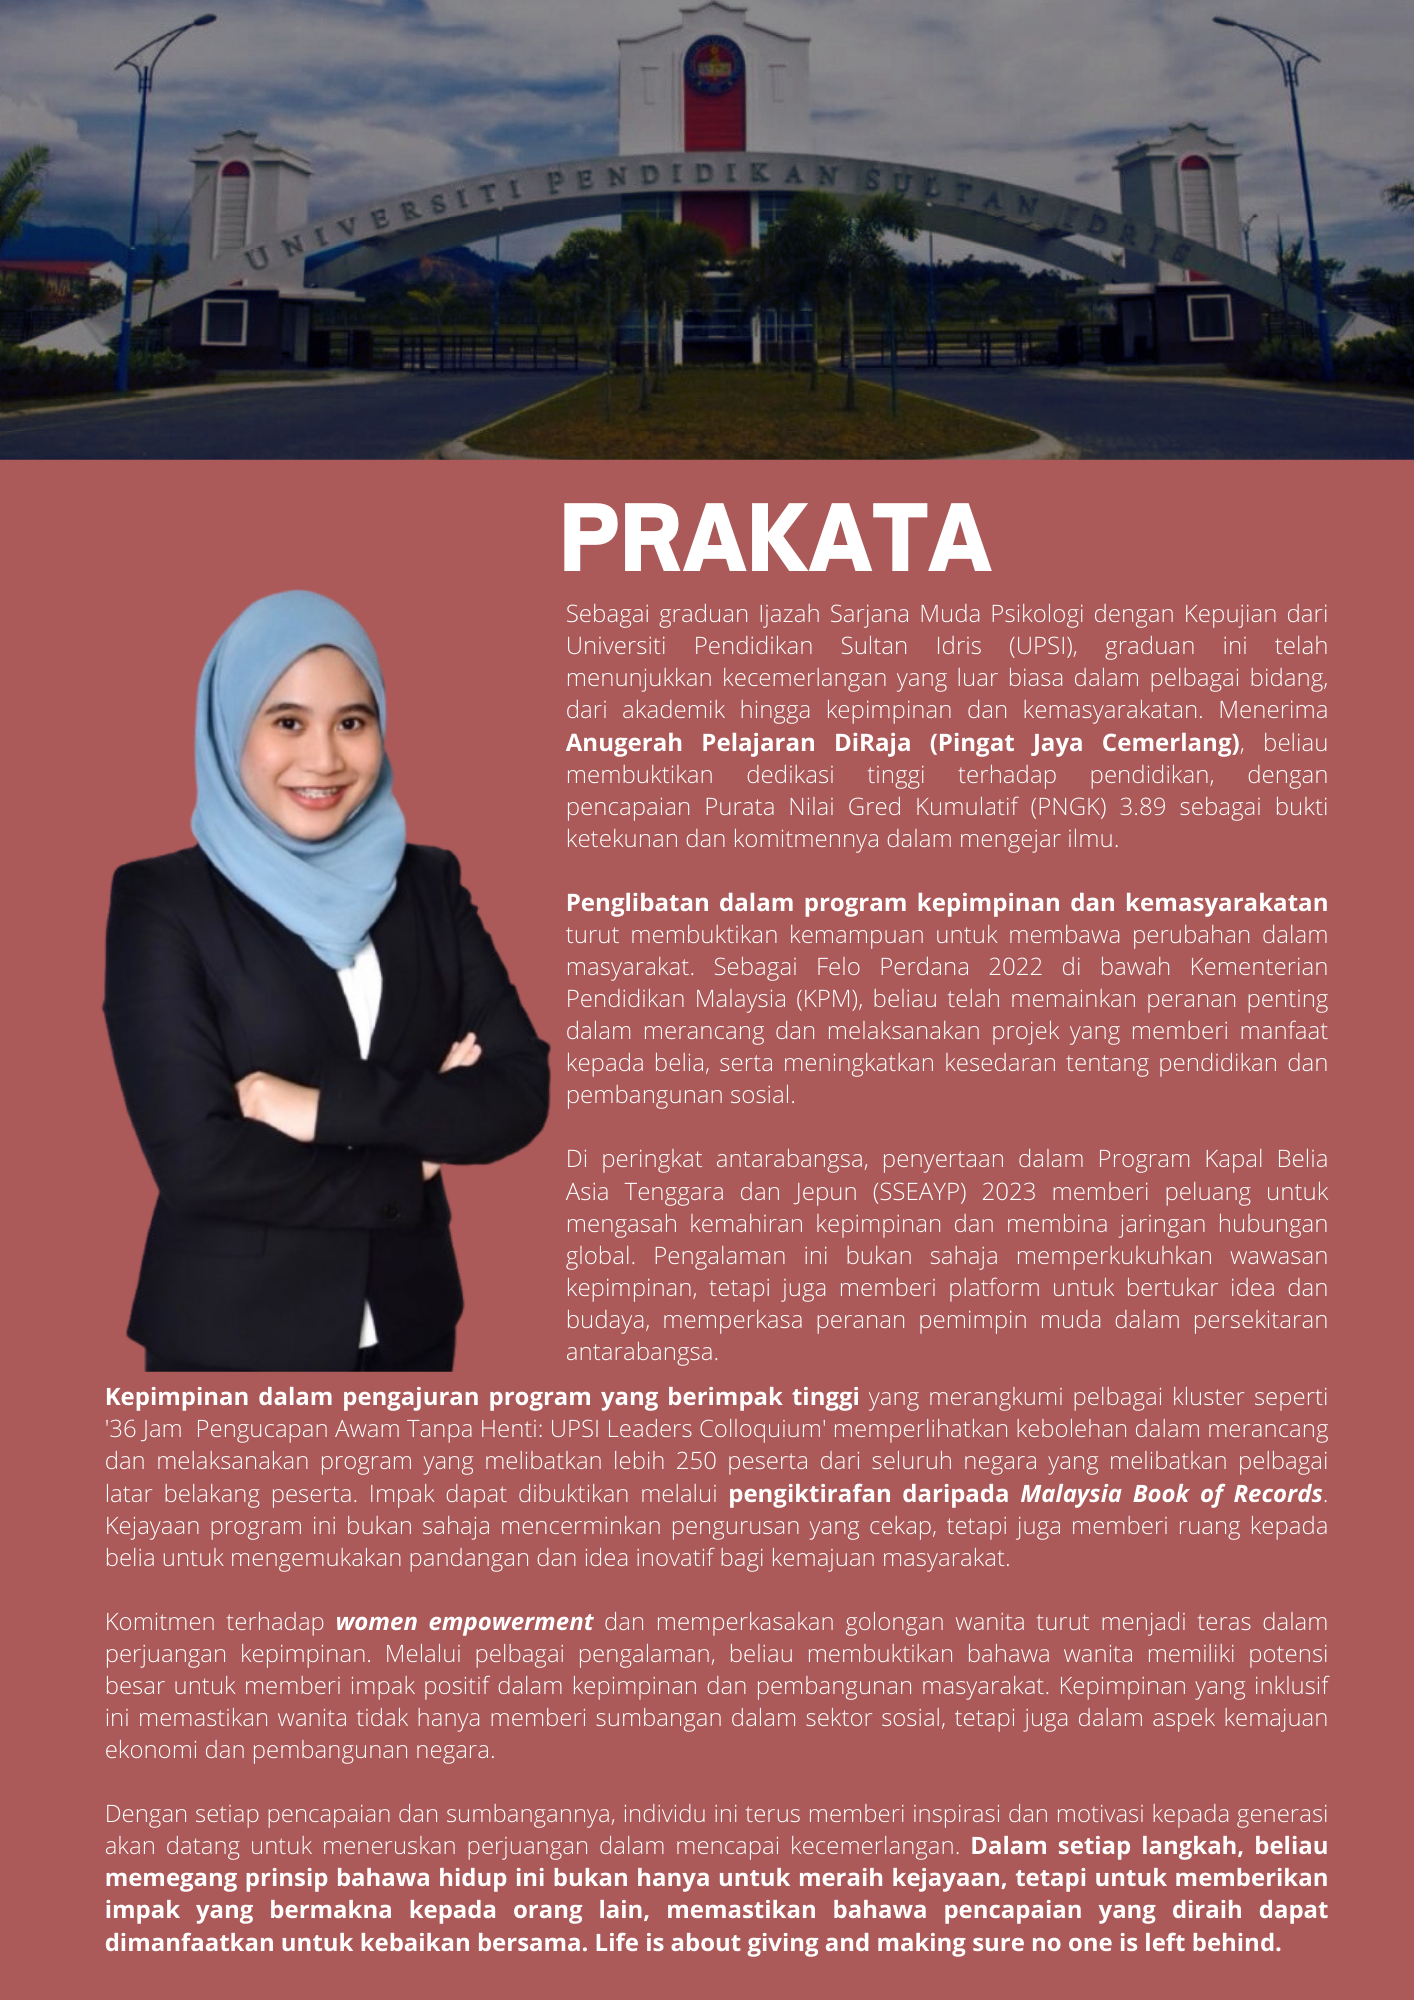 UNIVERSITI PENDIDIKAN SULTAN IDRIS
PRAKATA
Sebagai graduan Ijazah Sarjana Muda Psikologi dengan Kepujian dari
Universiti Pendidikan Sultan Idris (UPSI), graduan ini telah
menunjukkan kecemerlangan yang luar biasa dalam pelbagai bidang,
dari akademik hingga kepimpinan dan kemasyarakatan. Menerima
Anugerah Pelajaran DiRaja (Pingat Jaya Cemerlang), beliau
membuktikan dedikasi tinggi terhadap pendidikan, dengan
pencapaian Purata Nilai Gred Kumulatif (PNGK) 3.89 sebagai bukti
ketekunan dan komitmennya dalam mengejar ilmu.
Penglibatan dalam program kepimpinan dan kemasyarakatan
turut membuktikan kemampuan untuk membawa perubahan dalam
masyarakat. Sebagai Felo Perdana 2022 di bawah Kementerian
Pendidikan Malaysia (KPM), beliau telah memainkan peranan penting
dalam merancang dan melaksanakan projek yang memberi manfaat
kepada belia, serta meningkatkan kesedaran tentang pendidikan dan
pembangunan sosial.
Di peringkat antarabangsa, penyertaan dalam Program Kapal Belia
Asia Tenggara dan Jepun (SSEAYP) 2023 memberi peluang untuk
mengasah kemahiran kepimpinan dan membina jaringan hubungan
global. Pengalaman ini bukan sahaja memperkukuhkan wawasan
kepimpinan, tetapi juga memberi platform untuk bertukar idea dan
budaya, memperkasa peranan pemimpin muda dalam persekitaran
antarabangsa.
Kepimpinan dalam pengajuran program yang berimpak tinggi yang merangkumi pelbagai kluster seperti
'36 Jam  Pengucapan Awam Tanpa Henti: UPSI Leaders Colloquium' memperlihatkan kebolehan dalam merancang
dan melaksanakan program yang melibatkan lebih 250 peserta dari seluruh negara yang melibatkan pelbagai
latar belakang peserta. Impak dapat dibuktikan melalui pengiktirafan daripada Malaysia Book of Records.
Kejayaan program ini bukan sahaja mencerminkan pengurusan yang cekap, tetapi juga memberi ruang kepada
belia untuk mengemukakan pandangan dan idea inovatif bagi kemajuan masyarakat.
Komitmen terhadap women empowerment dan memperkasakan golongan wanita turut menjadi teras dalam
perjuangan kepimpinan. Melalui pelbagai pengalaman, beliau membuktikan bahawa wanita memiliki potensi
besar untuk memberi impak positif dalam kepimpinan dan pembangunan masyarakat. Kepimpinan yang inklusif
ini memastikan wanita tidak hanya memberi sumbangan dalam sektor sosial, tetapi juga dalam aspek kemajuan
ekonomi dan pembangunan negara.
Dengan setiap pencapaian dan sumbangannya, individu ini terus memberi inspirasi dan motivasi kepada generasi
akan datang untuk meneruskan perjuangan dalam mencapai kecemerlangan. Dalam setiap langkah, beliau
memegang prinsip bahawa hidup ini bukan hanya untuk meraih kejayaan, tetapi untuk memberikan
impak yang bermakna kepada orang lain, memastikan bahawa pencapaian yang diraih dapat
dimanfaatkan untuk kebaikan bersama. Life is about giving and making sure no one is left behind.